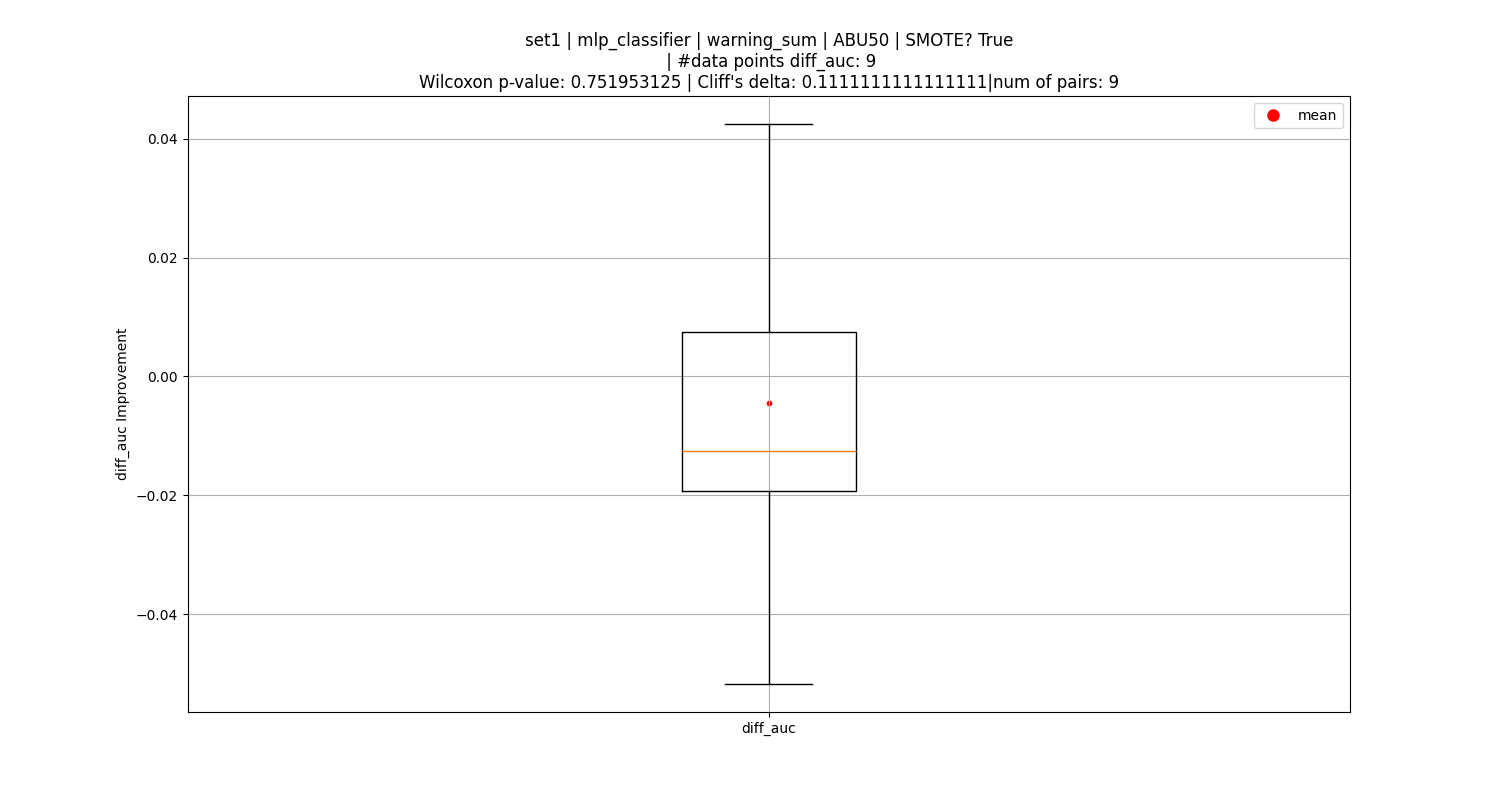 set1 | mlp_classifier | warning_sum | ABU50 | SMOTE? True
| #data points diff_auc: 9
Wilcoxon p-value: 0.751953125 | Cliff's delta: 0.1111111111111111|num of pairs: 9
mean
0.04
0.02
0.00
−0.02
−0.04
diff_auc Improvement
diff_auc